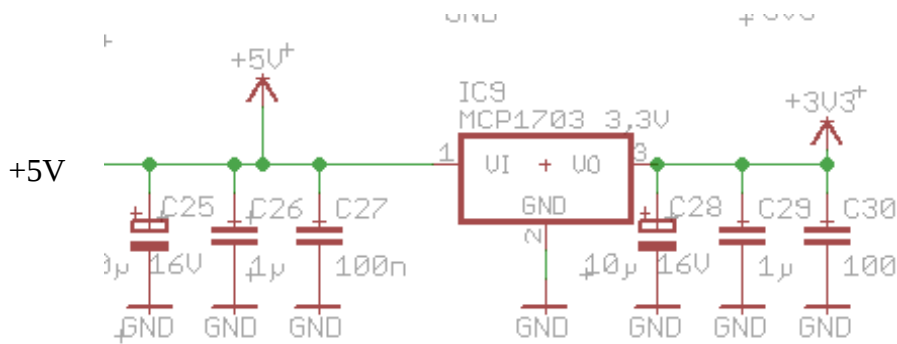 +5V
IC9
MCP1703 3,3V
+3V3
+5V
1 VI VO 3
GND
2
C25 C26 C27 C28 C29 C30
µ 16V 1µ 100n 10µ 16V 1µ 100
GND GND GND GND GND GND GND